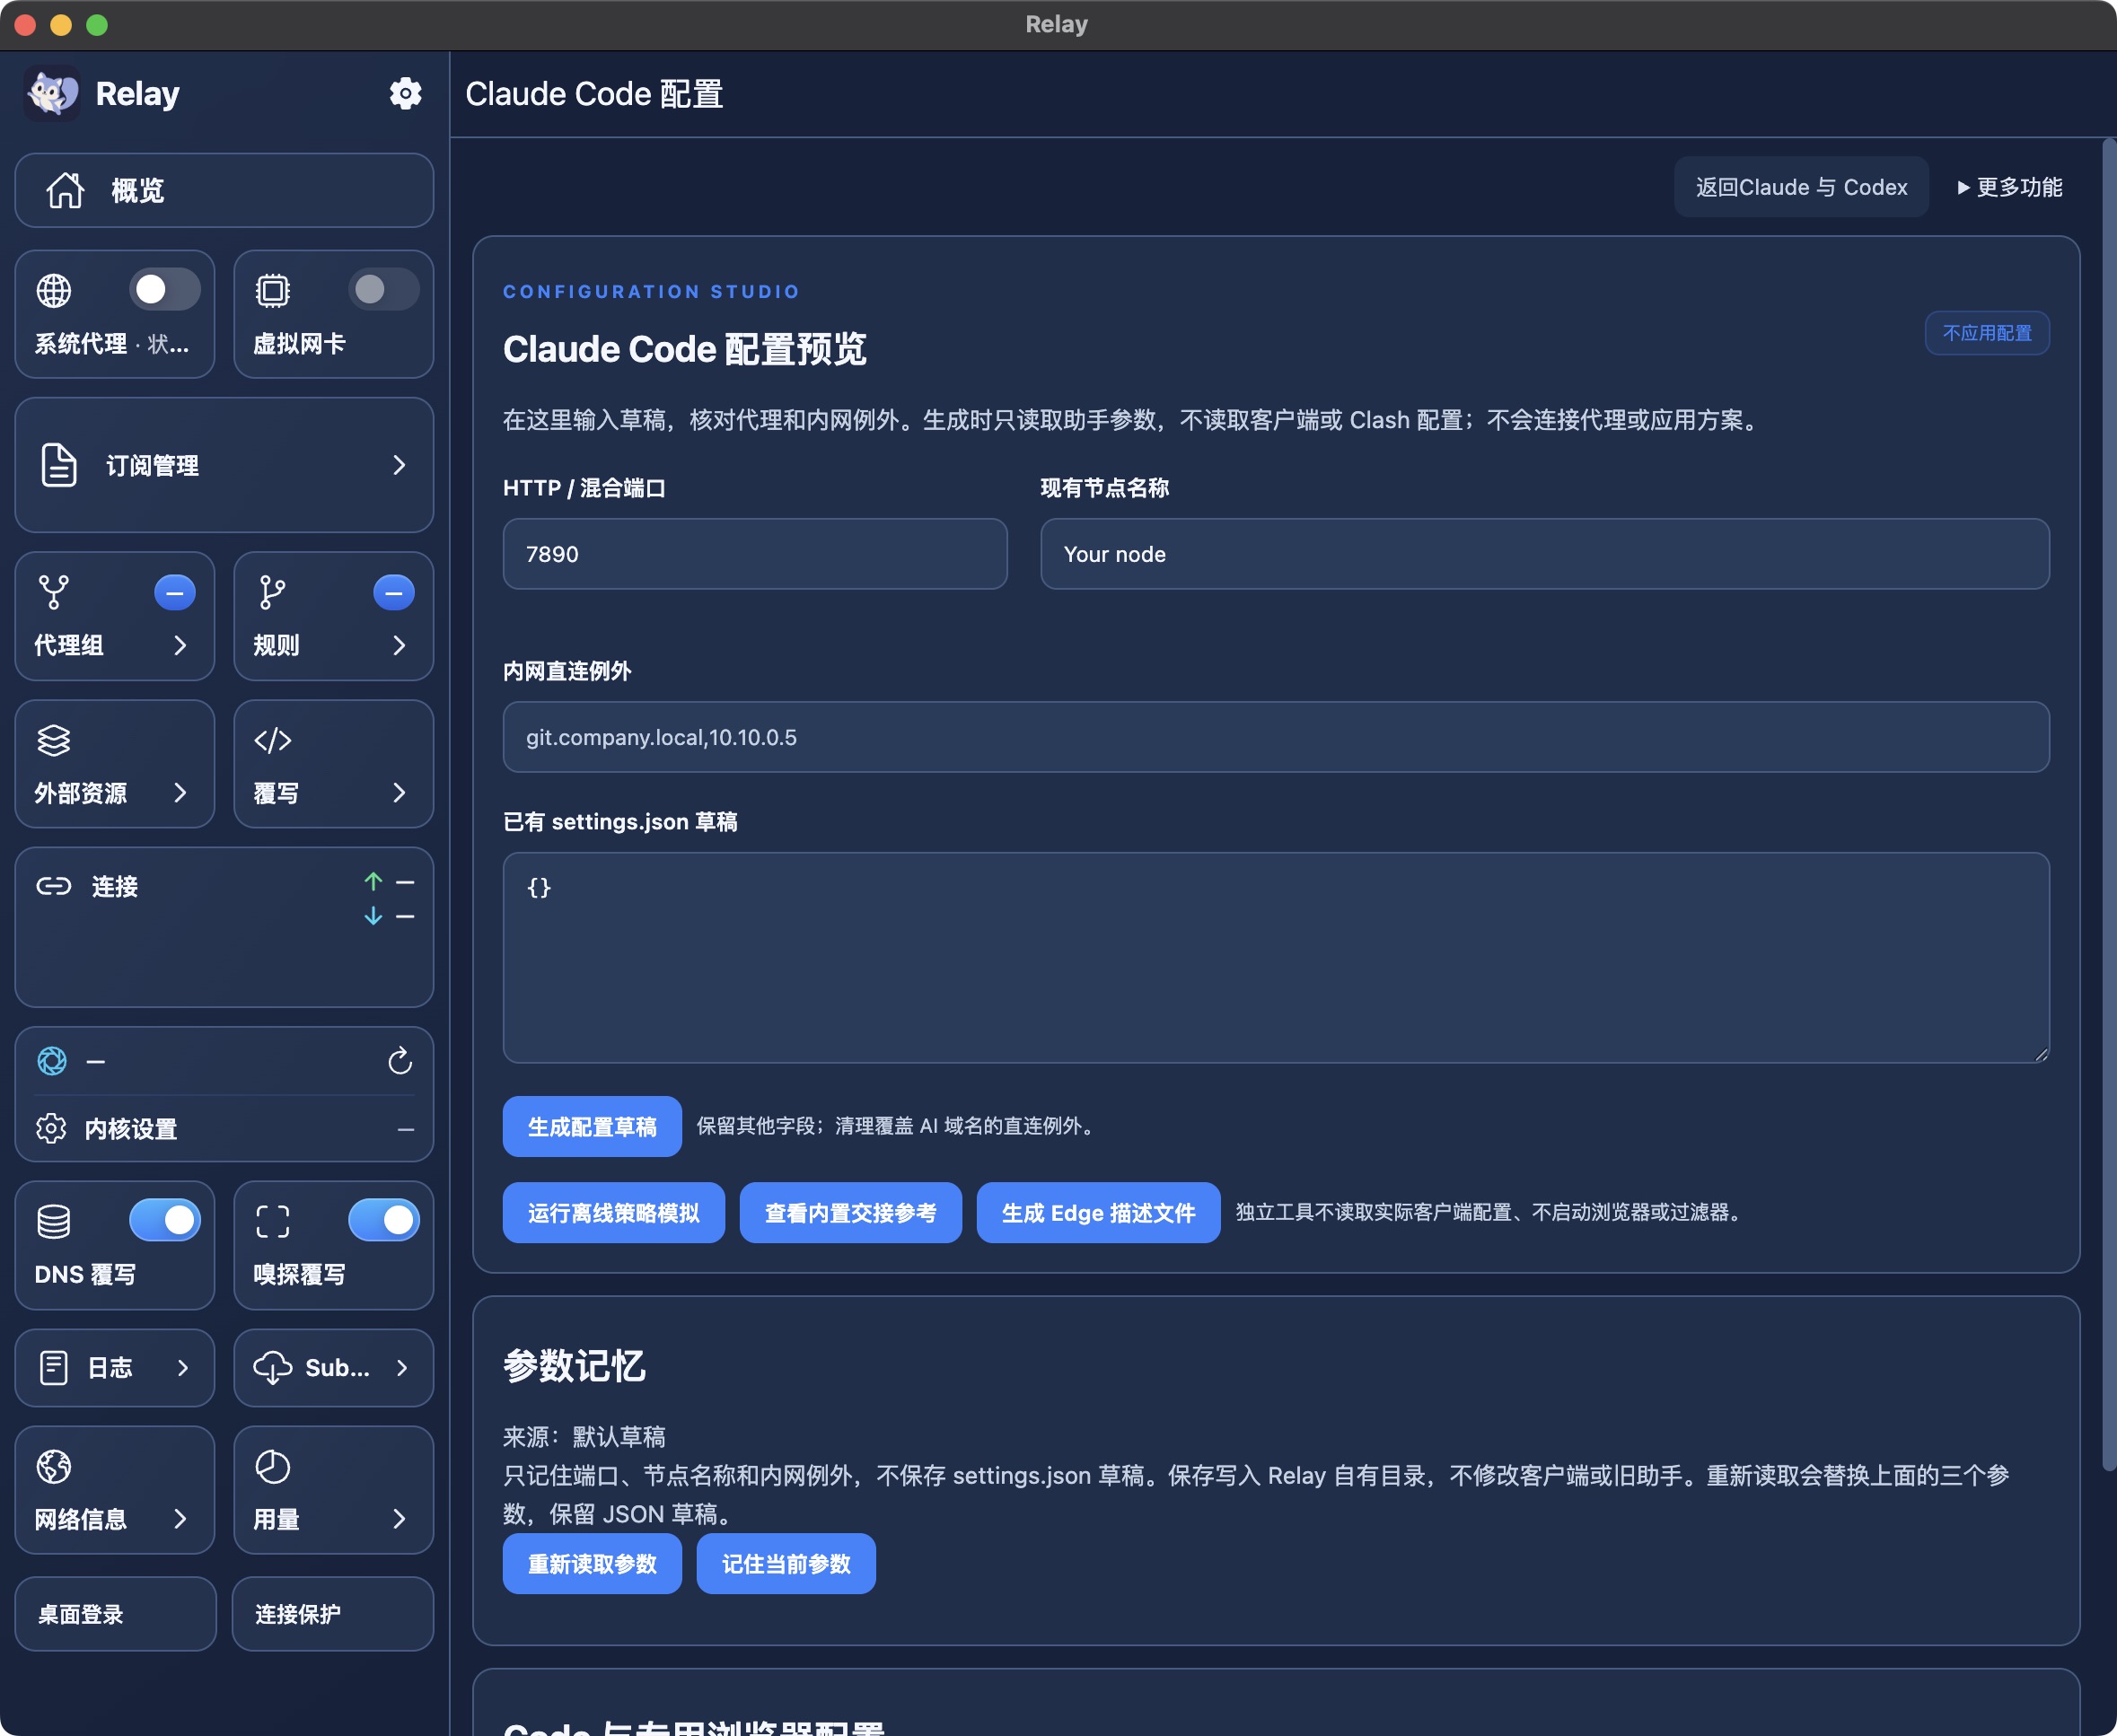 Relay
Relay
Claude Code 配置
概览
返回Claude 与 Codex
▶ 更多功能
系统代理 · 状...
虚拟网卡
CONFIGURATION STUDIO
Claude Code 配置预览
不应用配置
在这里输入草稿，核对代理和内网例外。生成时只读取助手参数，不读取客户端或 Clash 配置；不会连接代理或应用方案。
订阅管理
HTTP / 混合端口
现有节点名称
7890
Your node
代理组
规则
内网直连例外
git.company.local,10.10.0.5
外部资源
覆写
已有 settings.json 草稿
{}
连接
内核设置
生成配置草稿
保留其他字段；清理覆盖 AI 域名的直连例外。
运行离线策略模拟
查看内置交接参考
生成 Edge 描述文件
独立工具不读取实际客户端配置、不启动浏览器或过滤器。
DNS 覆写
嗅探覆写
日志
Sub...
参数记忆
来源：默认草稿
只记住端口、节点名称和内网例外，不保存 settings.json 草稿。保存写入 Relay 自有目录，不修改客户端或旧助手。重新读取会替换上面的三个参
数，保留 JSON 草稿。
网络信息
用量
重新读取参数
记住当前参数
桌面登录
连接保护
Code 与专用浏览器配置